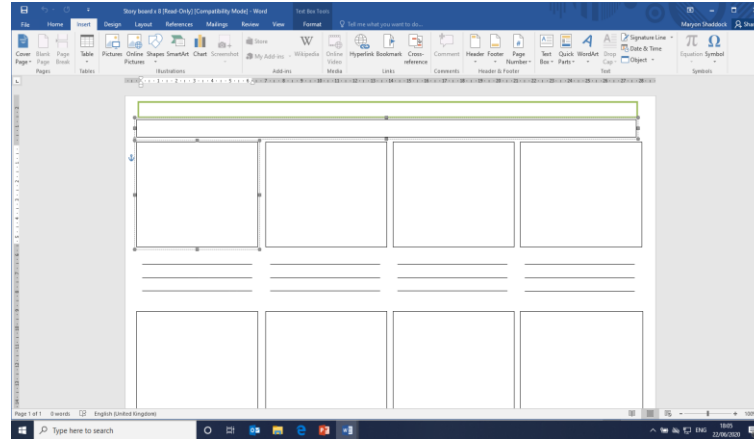 Story board x 8 [Read-Only] [Compatibility Mode] - Word
Text Box Tools
File Home Insert Design Layout References Mailings Review View Format Tell me what you want to do...
Maryon Shaddock Share
Cover Page
Blank Page
Page Break
Table
Pictures
Online Pictures
Shapes
SmartArt
Chart
Screenshot
Store
My Add-ins
Wikipedia
Online Video
Hyperlink
Bookmark
Cross-reference
Comment
Header
Footer
Page Number
Text Box
Quick Parts
WordArt
Drop Cap
Signature Line
Date & Time
Object
Equation
Symbol
Pages Tables Illustrations Add-ins Media Links Comments Header & Footer Text Symbols
Page 1 of 1 0 words English (United Kingdom)
100%
Type here to search
ENG
18:05
22/06/2020